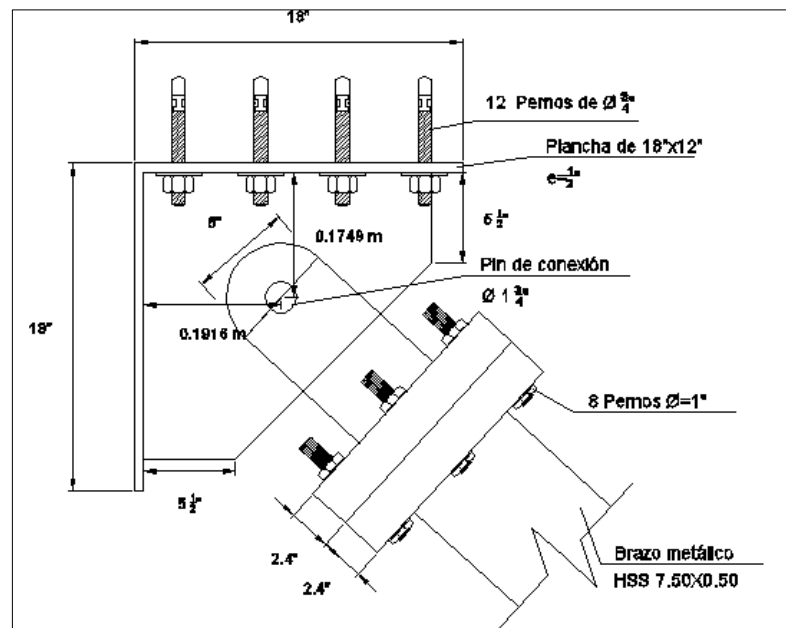 18"
12 Pernos de Ø 3/4"
Plancha de 18"x12"
e=1/2"
5 1/2"
6"
0.1749 m
Pin de conexión
Ø 1 3/4"
0.1916 m
18"
8 Pernos Ø=1"
5 1/2"
2.4"
2.4"
Brazo metálico
HSS 7.50X0.50